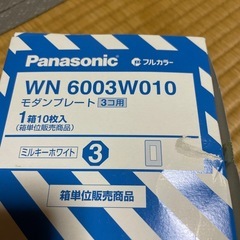 Panasonic
フルカラー
WN 6003W010
モダンプレート 3コ用
1箱10枚入
(箱単位販売商品)
ミルキーホワイト 3
箱単位販売商品